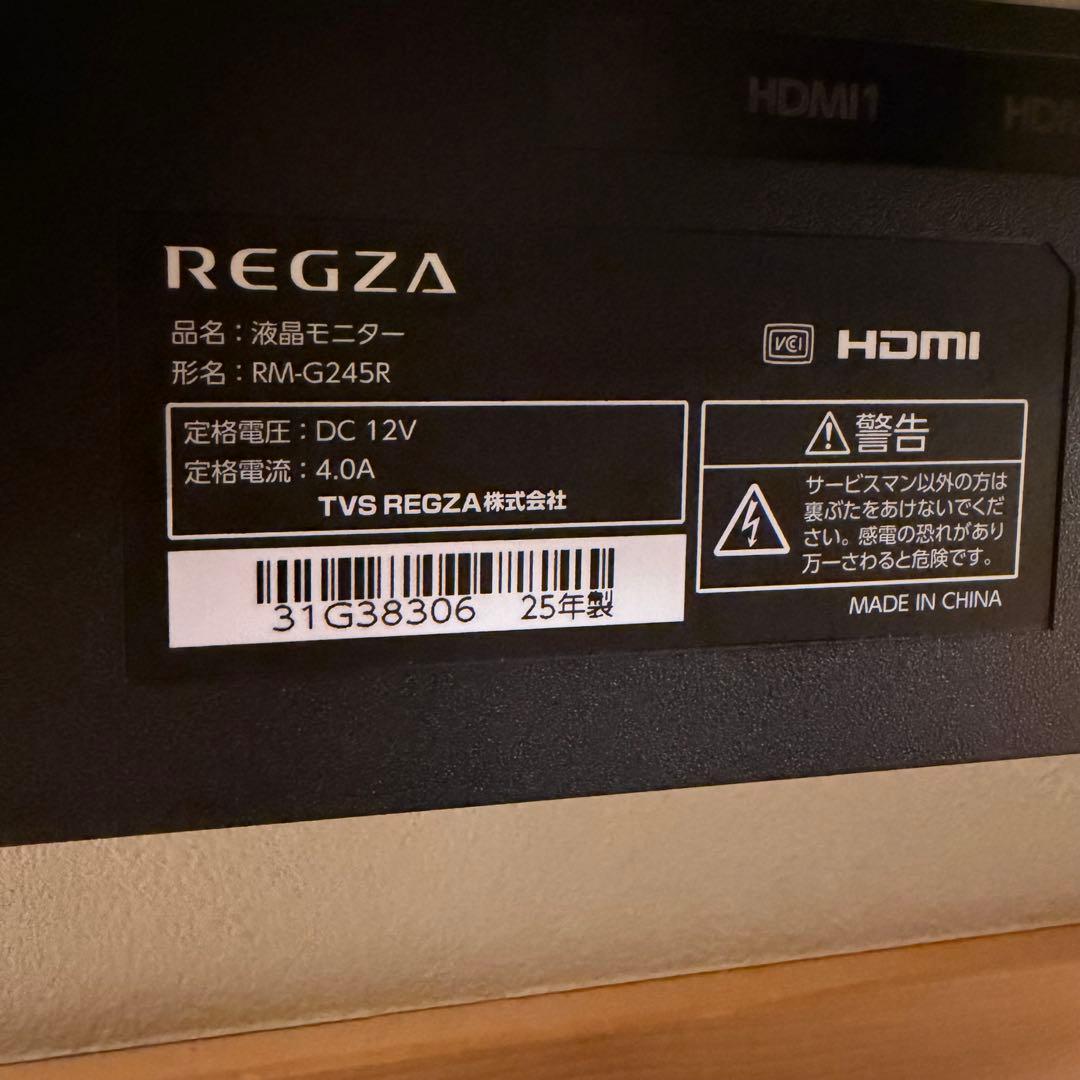 HDMI1
REGZA
品名：液晶モニター
形名：RM-G245R
VCCI
HDMI
定格電圧：DC 12V
定格電流：4.0A
TVS REGZA株式会社
31G38306 25年製
警告
サービスマン以外の方は
裏ぶたをあけないでくだ
さい。感電の恐れがあり
万一さわると危険です。
MADE IN CHINA